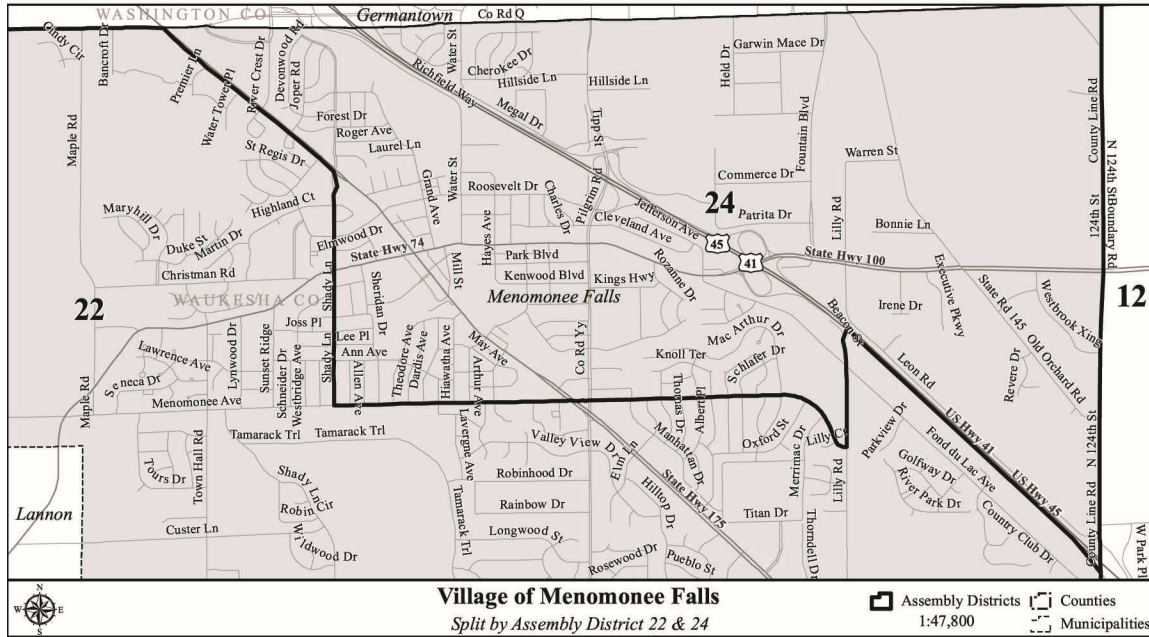 WASHINGTON CO
Germantown
Co Rd Q
Cindy Cir
Bancroft Dr
Premier Ln
Water Tower Pl
River Crest Dr
Devonwood Rd
Joper Rd
Richfield Way
Water St
Cherokee Dr
Hillside Ln
Hillside Ln
Held Dr
Garwin Mace Dr
County Line Rd
Maple Rd
Forest Dr
Roger Ave
Laurel Ln
Megal Dr
Tipp St
Fountain Blvd
Warren St
St Regis Dr
Grand Ave
Water St
Roosevelt Dr
Charles Dr
Pilgrim Rd
Commerce Dr
24
N 124th St
Boundary Rd
124th St
Maryhill Dr
Duke St
Martin Dr
Highland Ct
Elmwood Dr
State Hwy 74
Hayes Ave
Cleveland Ave
Jefferson Ave
Patrita Dr
Lilly Rd
Bonnie Ln
45
41
State Hwy 100
Christman Rd
Park Blvd
Kenwood Blvd
Kings Hwy
Rozanne Dr
Mill St
Shady Ln
Sheridan Dr
WAUKESHA CO
Menomonee Falls
22
12
Executive Pkwy
State Rd 145
Westbrook Xing
Irene Dr
Beacon St
Joss Pl
Lee Pl
Ann Ave
Lawrence Ave
Seneca Dr
Lynwood Dr
Sunset Ridge
Schneider Dr
Westbridge Ave
Shady Ln
Allen Ave
Theodore Ave
Dardis Ave
Hiawatha Ave
Arthur Ave
May Ave
Co Rd Yy
Mac Arthur Dr
Knoll Ter
Schlafer Dr
Thomas Dr
Albert Pl
Leon Rd
Revere Dr
Old Orchard Rd
Maple Rd
Menomonee Ave
US Hwy 41
N 124th St
Tamarack Trl
Tamarack Trl
Lavergne Ave
Valley View Dr
Elm Ln
Manhattan Dr
Oxford St
Merrimac Dr
Lilly Ct
Lilly Rd
Parkview Dr
Fond du Lac Ave
US Hwy 45
Town Hall Rd
Tours Dr
Shady Ln
Robin Cir
Wildwood Dr
Robinhood Dr
Rainbow Dr
Longwood St
Tamarack Trl
State Hwy 175
Hilltop Dr
Titan Dr
Golfway Dr
River Park Dr
Country Club Dr
County Line Rd
Lannon
Custer Ln
Rosewood Dr
Pueblo St
Thorndell Dr
W Park Pl
N
W E
S
Village of Menomonee Falls
Split by Assembly District 22 & 24
Assembly Districts
1:47,800
Counties
Municipalities